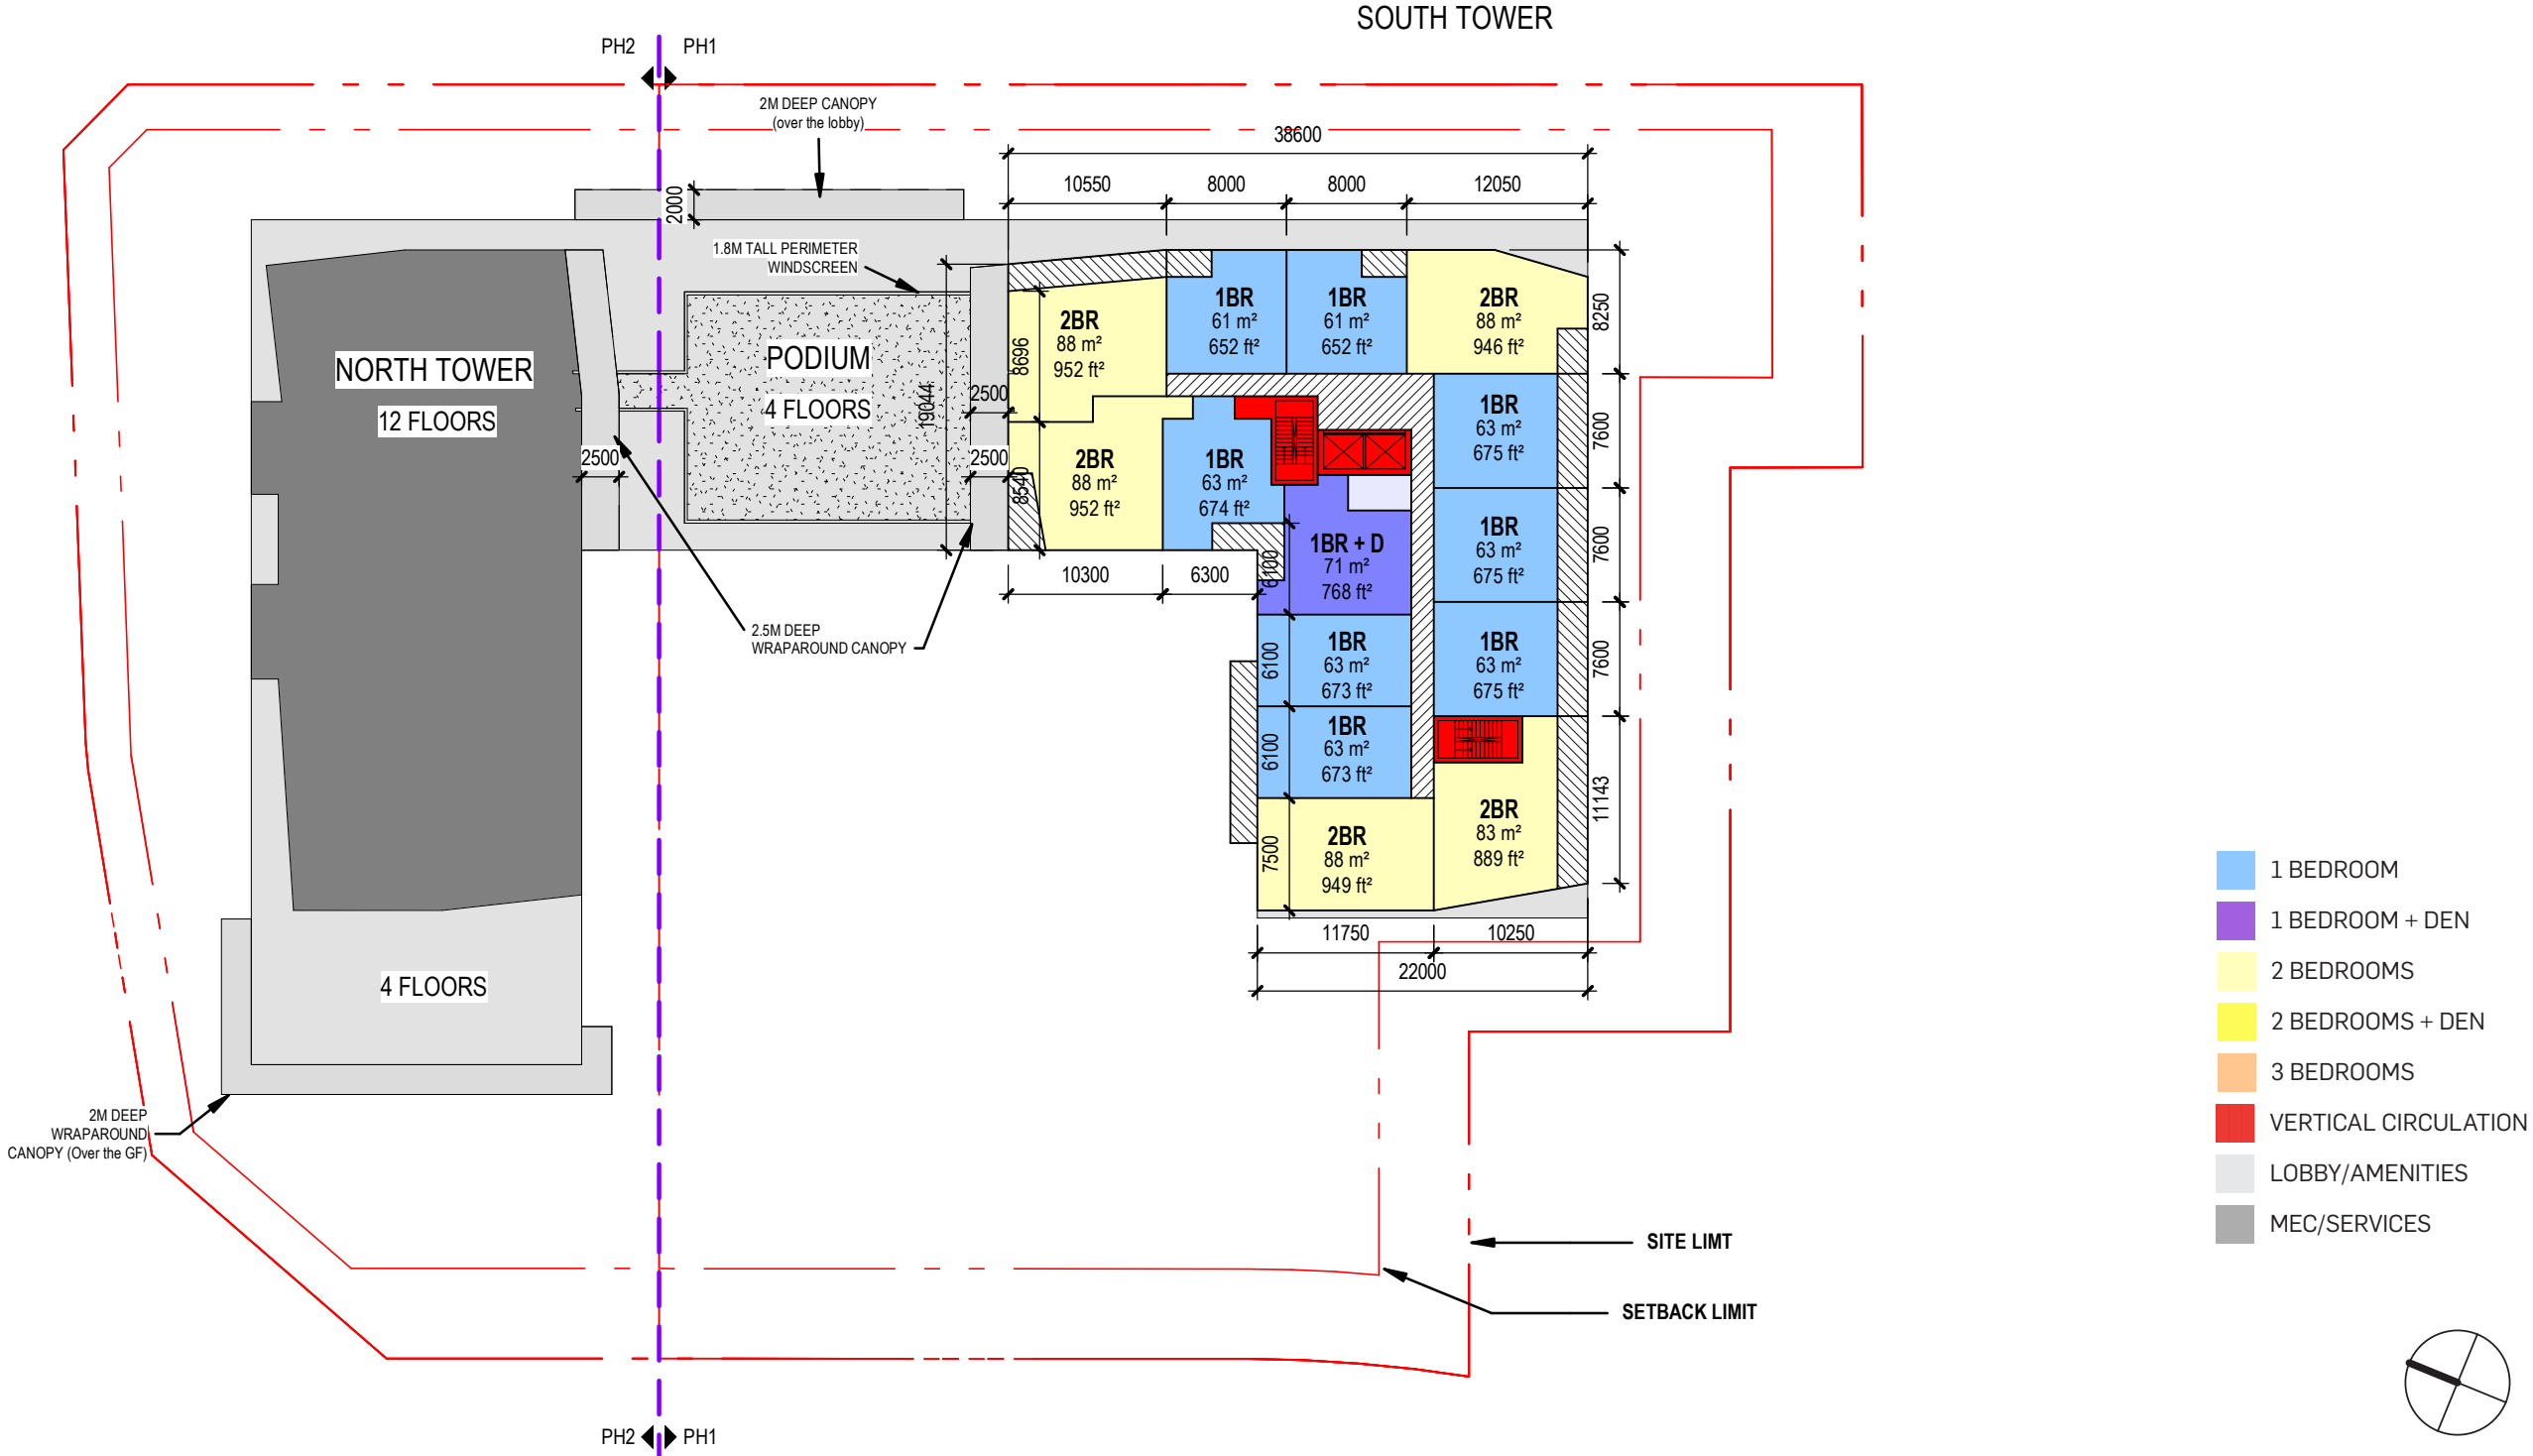 SOUTH TOWER
PH2
PH1
2M DEEP CANOPY
(over the lobby)
38600
10550
8000
8000
12050
2000
1.8M TALL PERIMETER
WINDSCREEN
NORTH TOWER
12 FLOORS
PODIUM
4 FLOORS
2500
2500
2500
19044
8696
8540
2BR
88 m²
952 ft²
1BR
61 m²
652 ft²
1BR
61 m²
652 ft²
2BR
88 m²
946 ft²
8250
2BR
88 m²
952 ft²
1BR
63 m²
674 ft²
1BR
63 m²
675 ft²
7600
1BR + D
71 m²
768 ft²
6100
1BR
63 m²
675 ft²
7600
10300
6300
2.5M DEEP
WRAPAROUND CANOPY
1BR
63 m²
673 ft²
6100
1BR
63 m²
675 ft²
7600
1BR
63 m²
673 ft²
6100
2BR
83 m²
889 ft²
11143
2BR
88 m²
949 ft²
7500
11750
10250
22000
4 FLOORS
2M DEEP
WRAPAROUND
CANOPY (Over the GF)
SITE LIMT
SETBACK LIMIT
PH2
PH1
1 BEDROOM
1 BEDROOM + DEN
2 BEDROOMS
2 BEDROOMS + DEN
3 BEDROOMS
VERTICAL CIRCULATION
LOBBY/AMENITIES
MEC/SERVICES